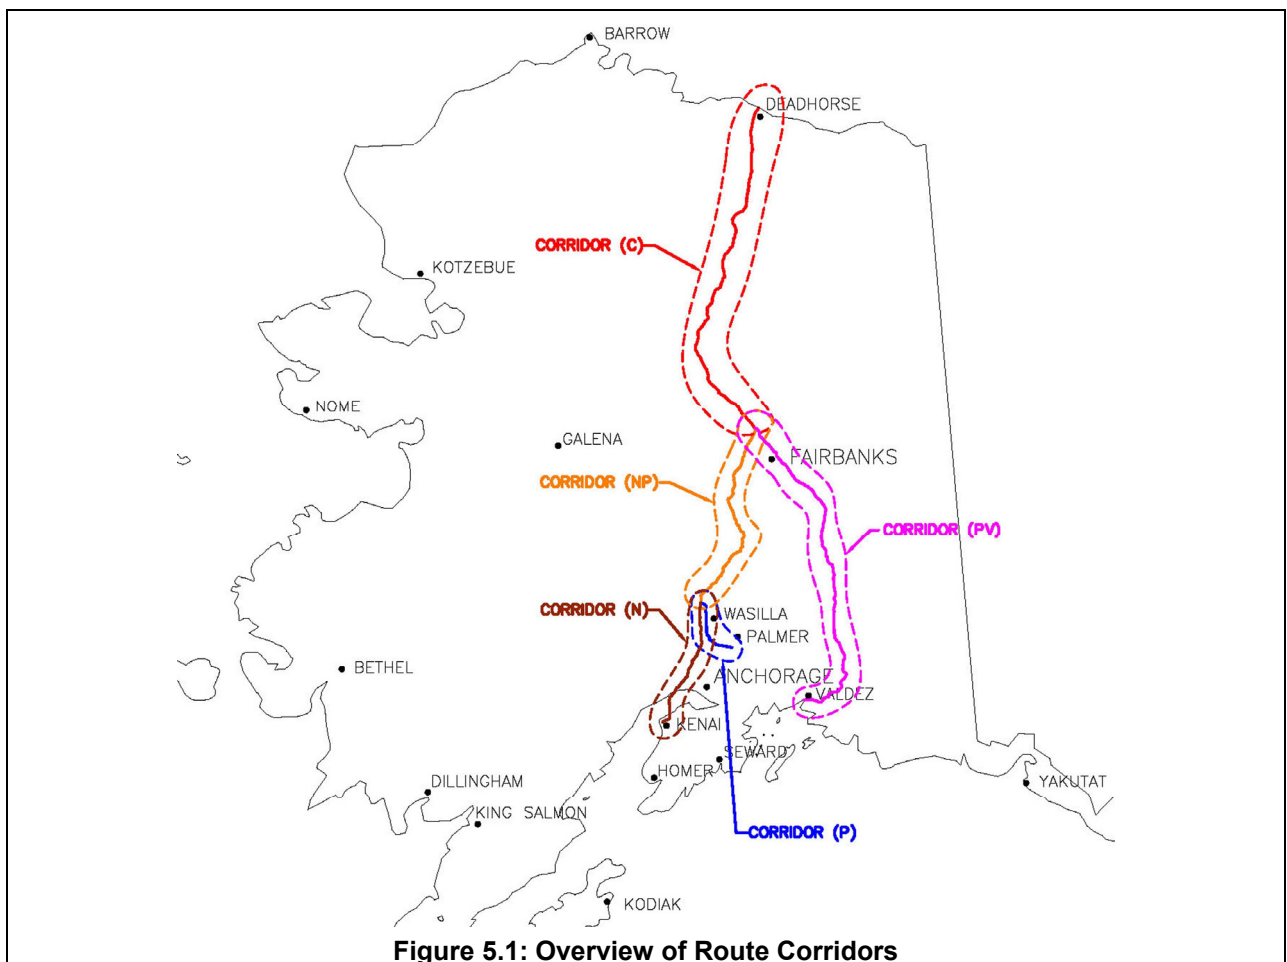 BARROW
DEADHORSE
CORRIDOR (C)
KOTZEBUE
NOME
GALENA
FAIRBANKS
CORRIDOR (NP)
CORRIDOR (PV)
CORRIDOR (N)
WASILLA
PALMER
BETHEL
ANCHORAGE
VALDEZ
KENAI
SEWARD
HOMER
DILLINGHAM
YAKUTAT
KING SALMON
CORRIDOR (P)
KODIAK
Figure 5.1: Overview of Route Corridors